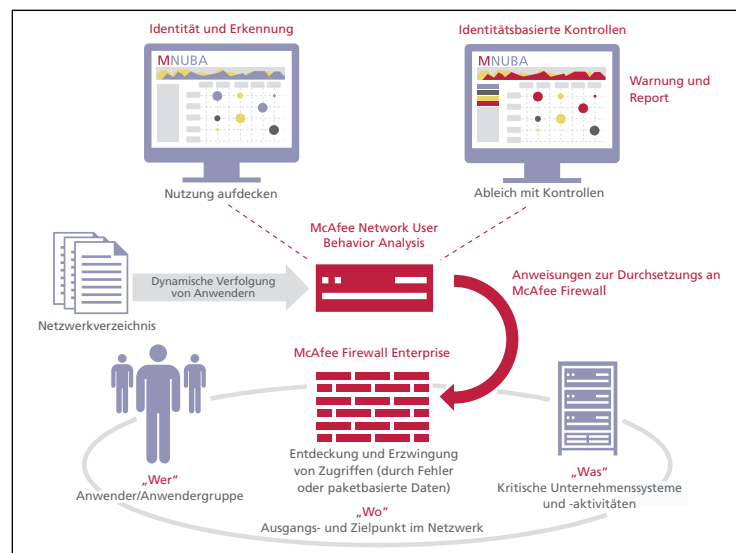 Identität und Erkennung
Identitätsbasierte Kontrollen
MNUBA
MNUBA
Warnung und
Report
Nutzung aufdecken
Ableich mit Kontrollen
McAfee Network User
Behavior Analysis
Dynamische Verfolgung
von Anwendern
Anweisungen zur Durchsetzungs an
McAfee Firewall
Netzwerkverzeichnis
McAfee Firewall Enterprise
Entdeckung und Erzwingung
von Zugriffen (durch Fehler
oder paketbasierte Daten)
„Wer“
Anwender/Anwendergruppe
„Was“
Kritische Unternehmenssysteme
und -aktivitäten
„Wo“
Ausgangs- und Zielpunkt im Netzwerk